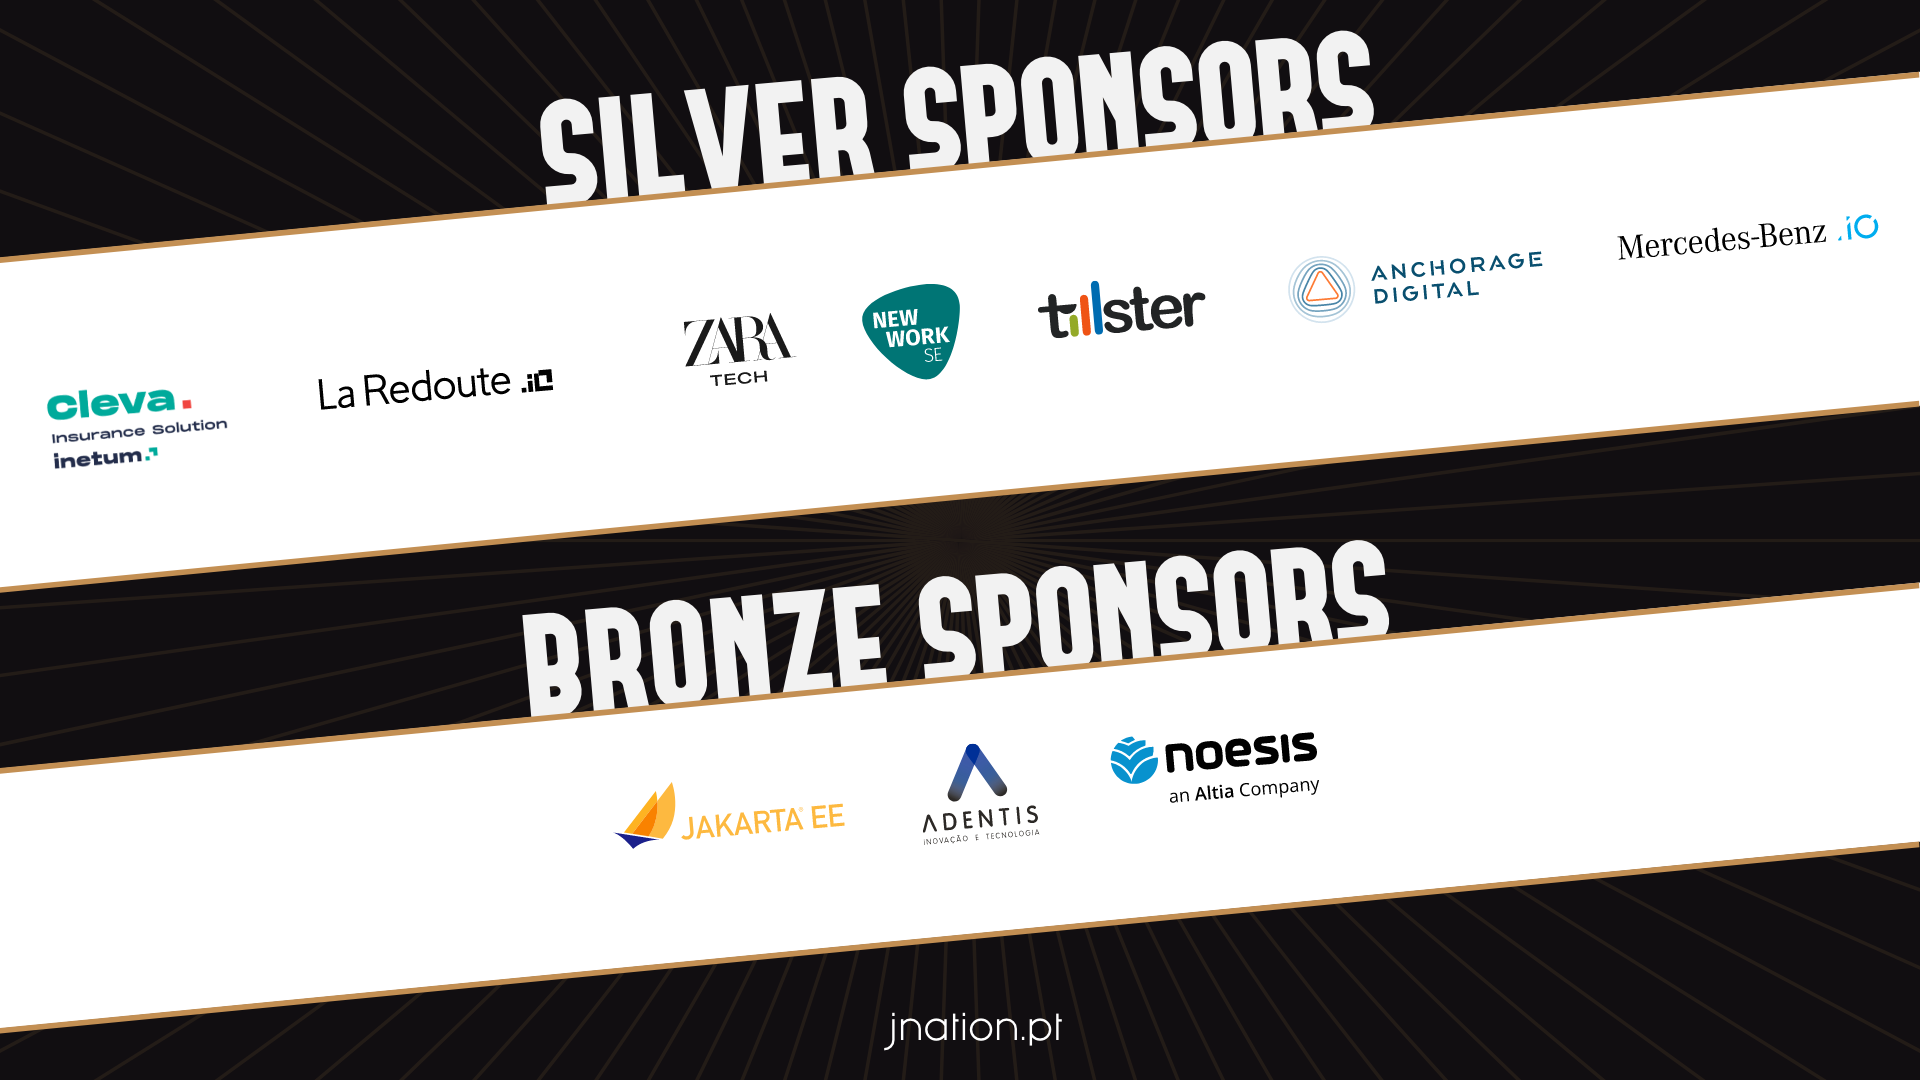 SILVER SPONSORS
cleva.
Insurance Solution
inetum.
La Redoute .io
ZARA
TECH
NEW
WORK
SE
tillster
ANCHORAGE
DIGITAL
Mercedes-Benz .io
BRONZE SPONSORS
JAKARTA® EE
ADENTIS
INOVAÇÃO E TECNOLOGIA
noesis
an Altia Company
jnation.pt